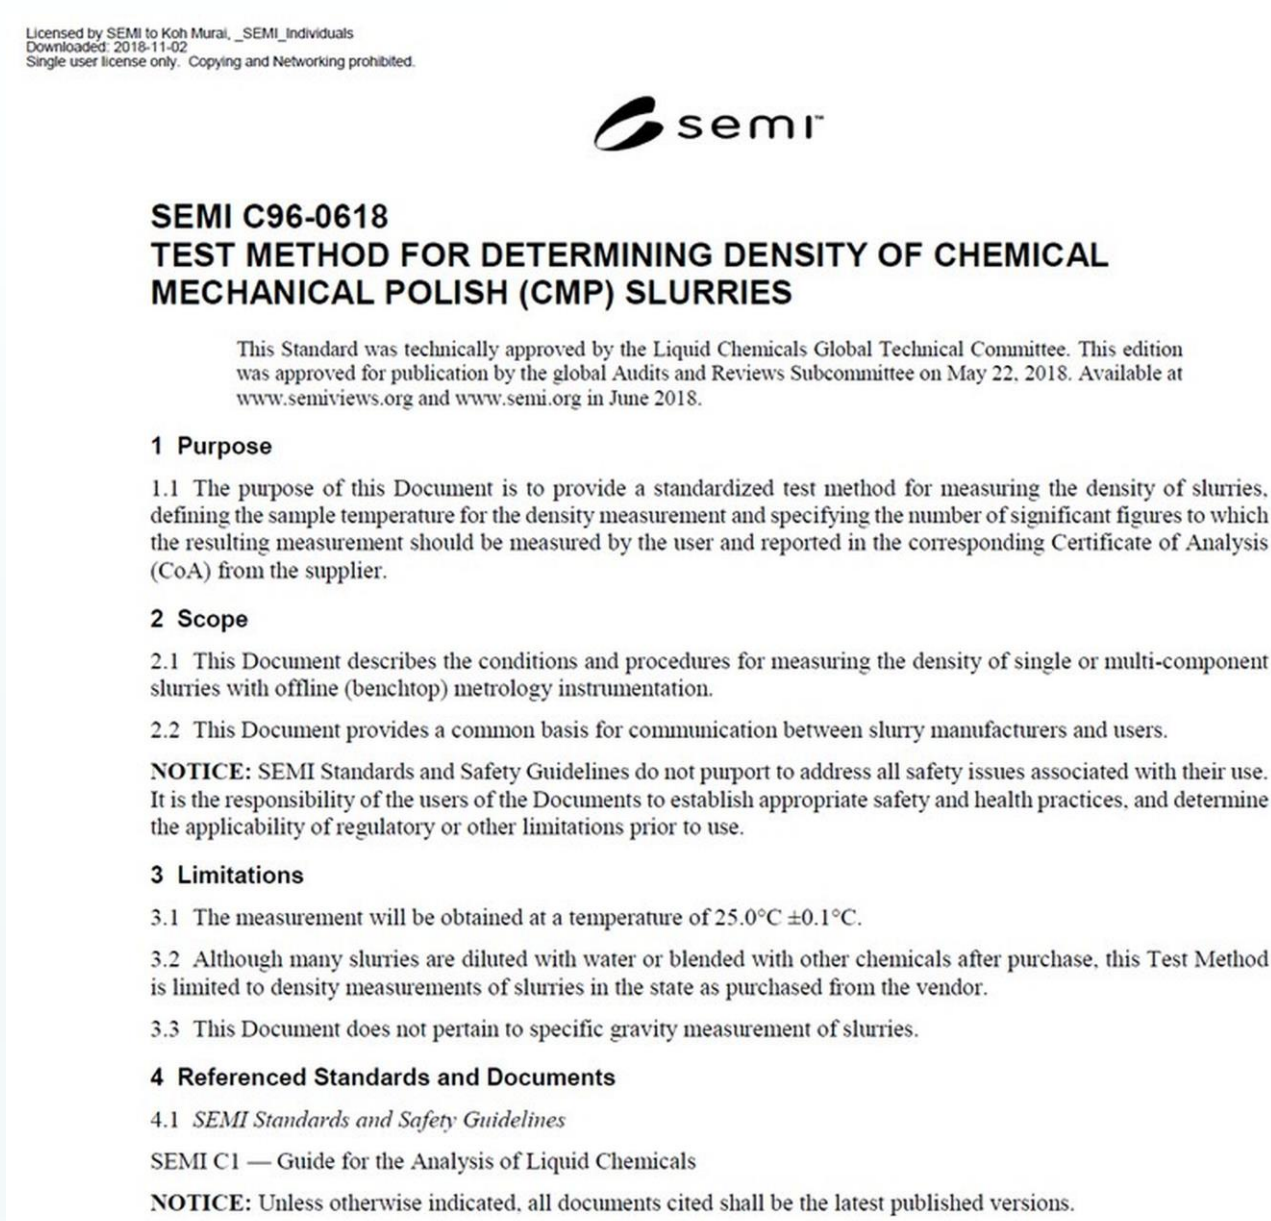 Licensed by SEMI to Koh Murai, _SEMI_Individuals
Downloaded: 2018-11-02
Single user license only.  Copying and Networking prohibited.
semi™
SEMI C96-0618
TEST METHOD FOR DETERMINING DENSITY OF CHEMICAL
MECHANICAL POLISH (CMP) SLURRIES
This Standard was technically approved by the Liquid Chemicals Global Technical Committee. This edition
was approved for publication by the global Audits and Reviews Subcommittee on May 22, 2018. Available at
www.semiviews.org and www.semi.org in June 2018.
1 Purpose
1.1 The purpose of this Document is to provide a standardized test method for measuring the density of slurries,
defining the sample temperature for the density measurement and specifying the number of significant figures to which
the resulting measurement should be measured by the user and reported in the corresponding Certificate of Analysis
(CoA) from the supplier.
2 Scope
2.1 This Document describes the conditions and procedures for measuring the density of single or multi-component
slurries with offline (benchtop) metrology instrumentation.
2.2 This Document provides a common basis for communication between slurry manufacturers and users.
NOTICE: SEMI Standards and Safety Guidelines do not purport to address all safety issues associated with their use.
It is the responsibility of the users of the Documents to establish appropriate safety and health practices, and determine
the applicability of regulatory or other limitations prior to use.
3 Limitations
3.1 The measurement will be obtained at a temperature of 25.0°C ±0.1°C.
3.2 Although many slurries are diluted with water or blended with other chemicals after purchase, this Test Method
is limited to density measurements of slurries in the state as purchased from the vendor.
3.3 This Document does not pertain to specific gravity measurement of slurries.
4 Referenced Standards and Documents
4.1 SEMI Standards and Safety Guidelines
SEMI C1 — Guide for the Analysis of Liquid Chemicals
NOTICE: Unless otherwise indicated, all documents cited shall be the latest published versions.